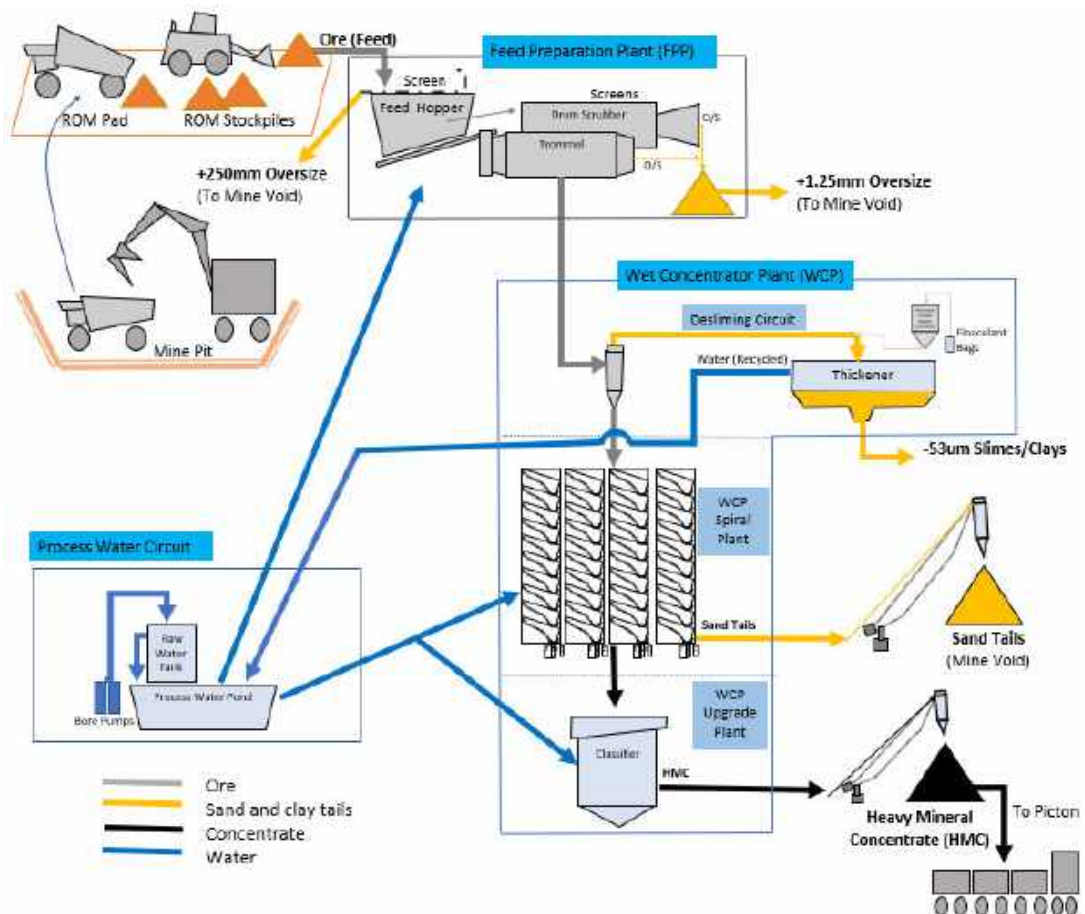 Ore (Feed)
Feed Preparation Plant (FPP)
Screen
Feed Hopper
Screens
Drum Scrubber
Trommel
O/S
O/S
ROM Pad
ROM Stockpiles
+250mm Oversize
(To Mine Void)
+1.25mm Oversize
(To Mine Void)
Mine Pit
Wet Concentrator Plant (WCP)
Desliming Circuit
Flocculant
Bags
Water (Recycled)
Thickener
-53um Slimes/Clays
WCP
Spiral
Plant
Process Water Circuit
Raw
Water
Process Water Pond
Bore Pumps
Sand Tails
Sand Tails
(Mine Void)
WCP
Upgrade
Plant
Classifier
HMC
Heavy Mineral
Concentrate (HMC)
To Picton
Ore
Sand and clay tails
Concentrate
Water